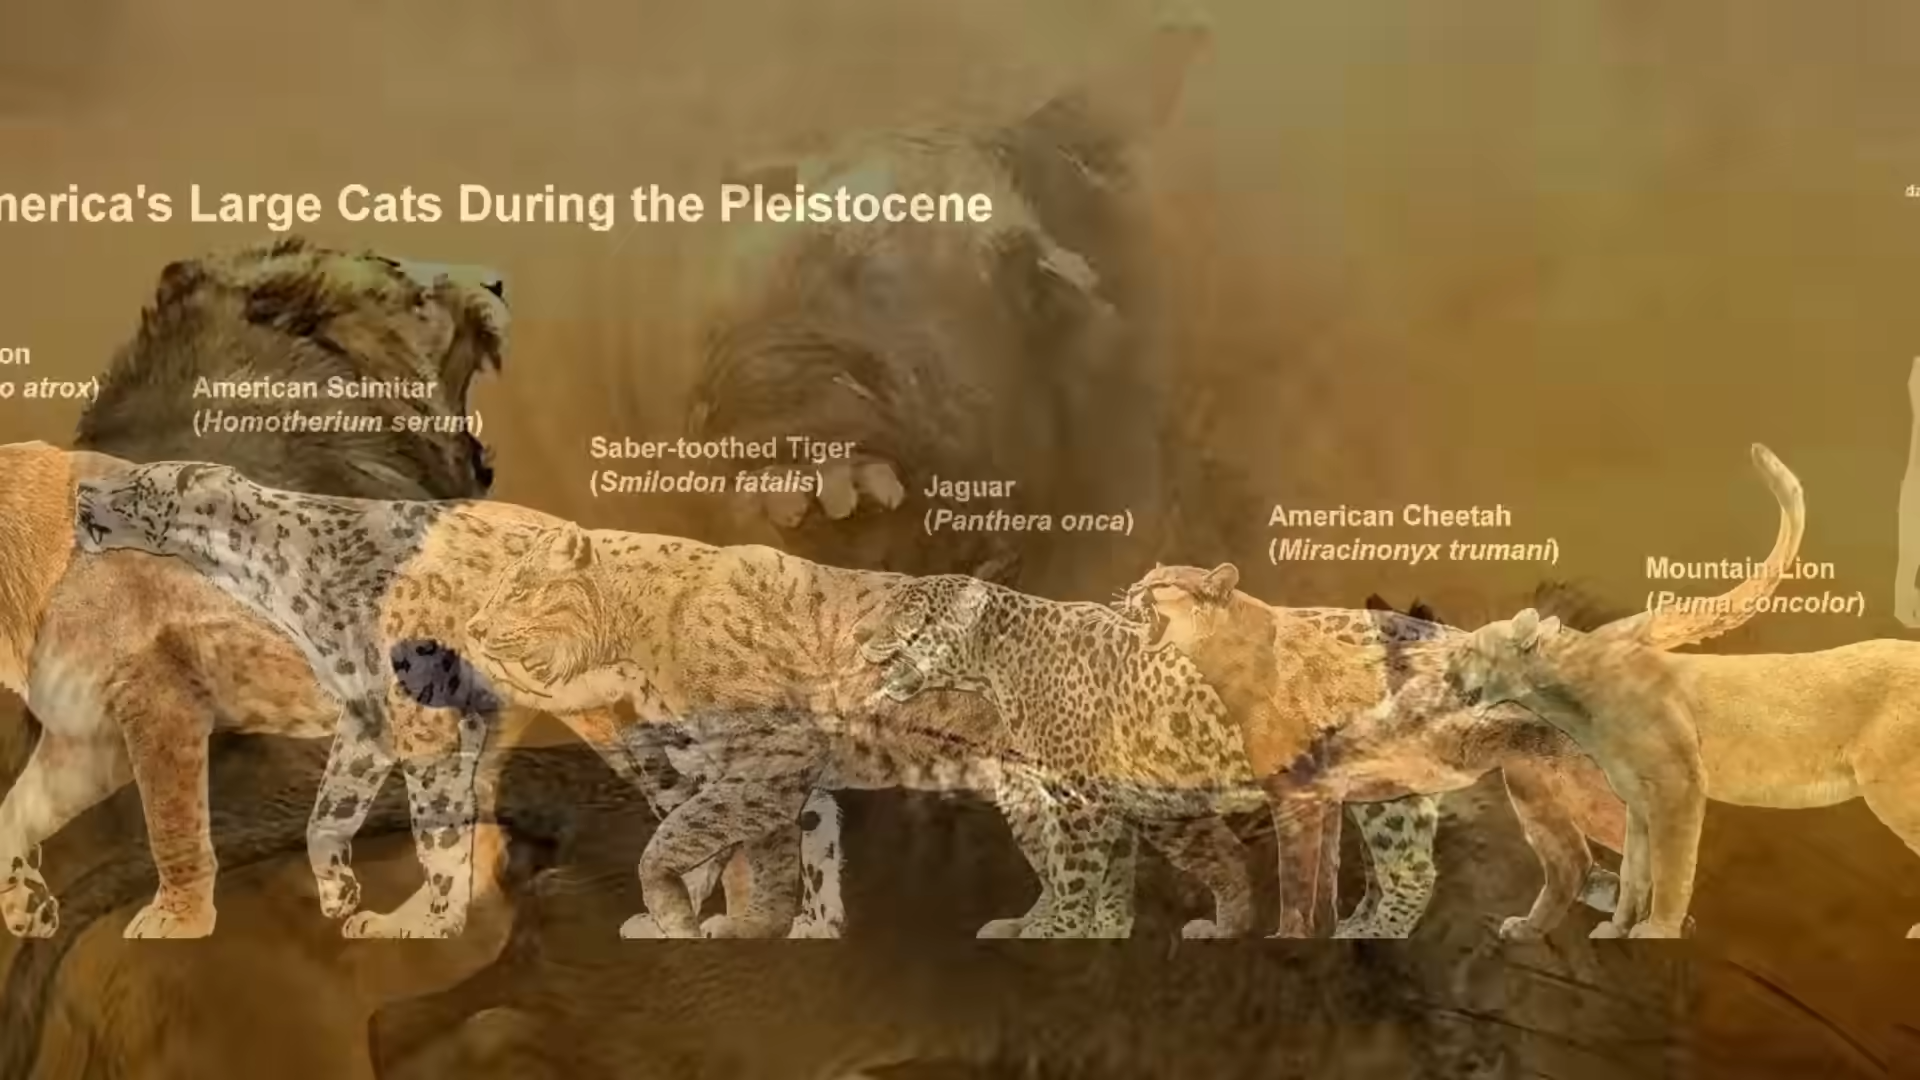 merica's Large Cats During the Pleistocene
on
o atrox)
American Scimitar
(Homotherium serum)
Saber-toothed Tiger
(Smilodon fatalis)
Jaguar
(Panthera onca)
American Cheetah
(Miracinonyx trumani)
Mountain Lion
(Puma concolor)